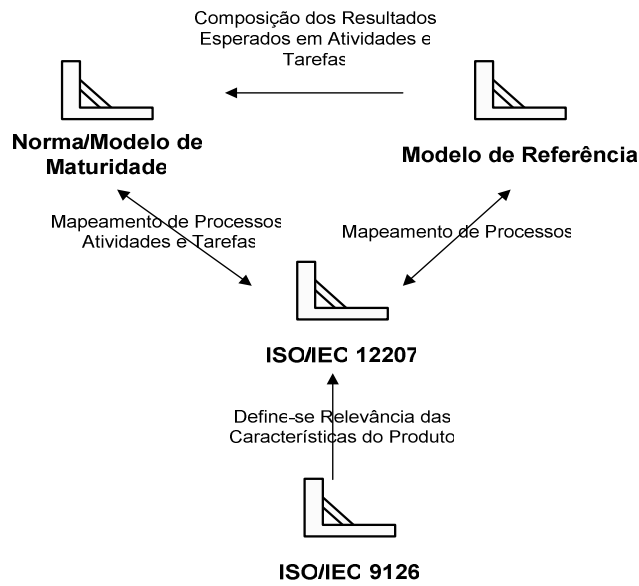 Composição dos Resultados
Esperados em Atividades e
Tarefas
Norma/Modelo de
Maturidade
Modelo de Referência
Mapeamento de Processos
Atividades e Tarefas
Mapeamento de Processos
ISO/IEC 12207
Define-se Relevância das
Características do Produto
ISO/IEC 9126